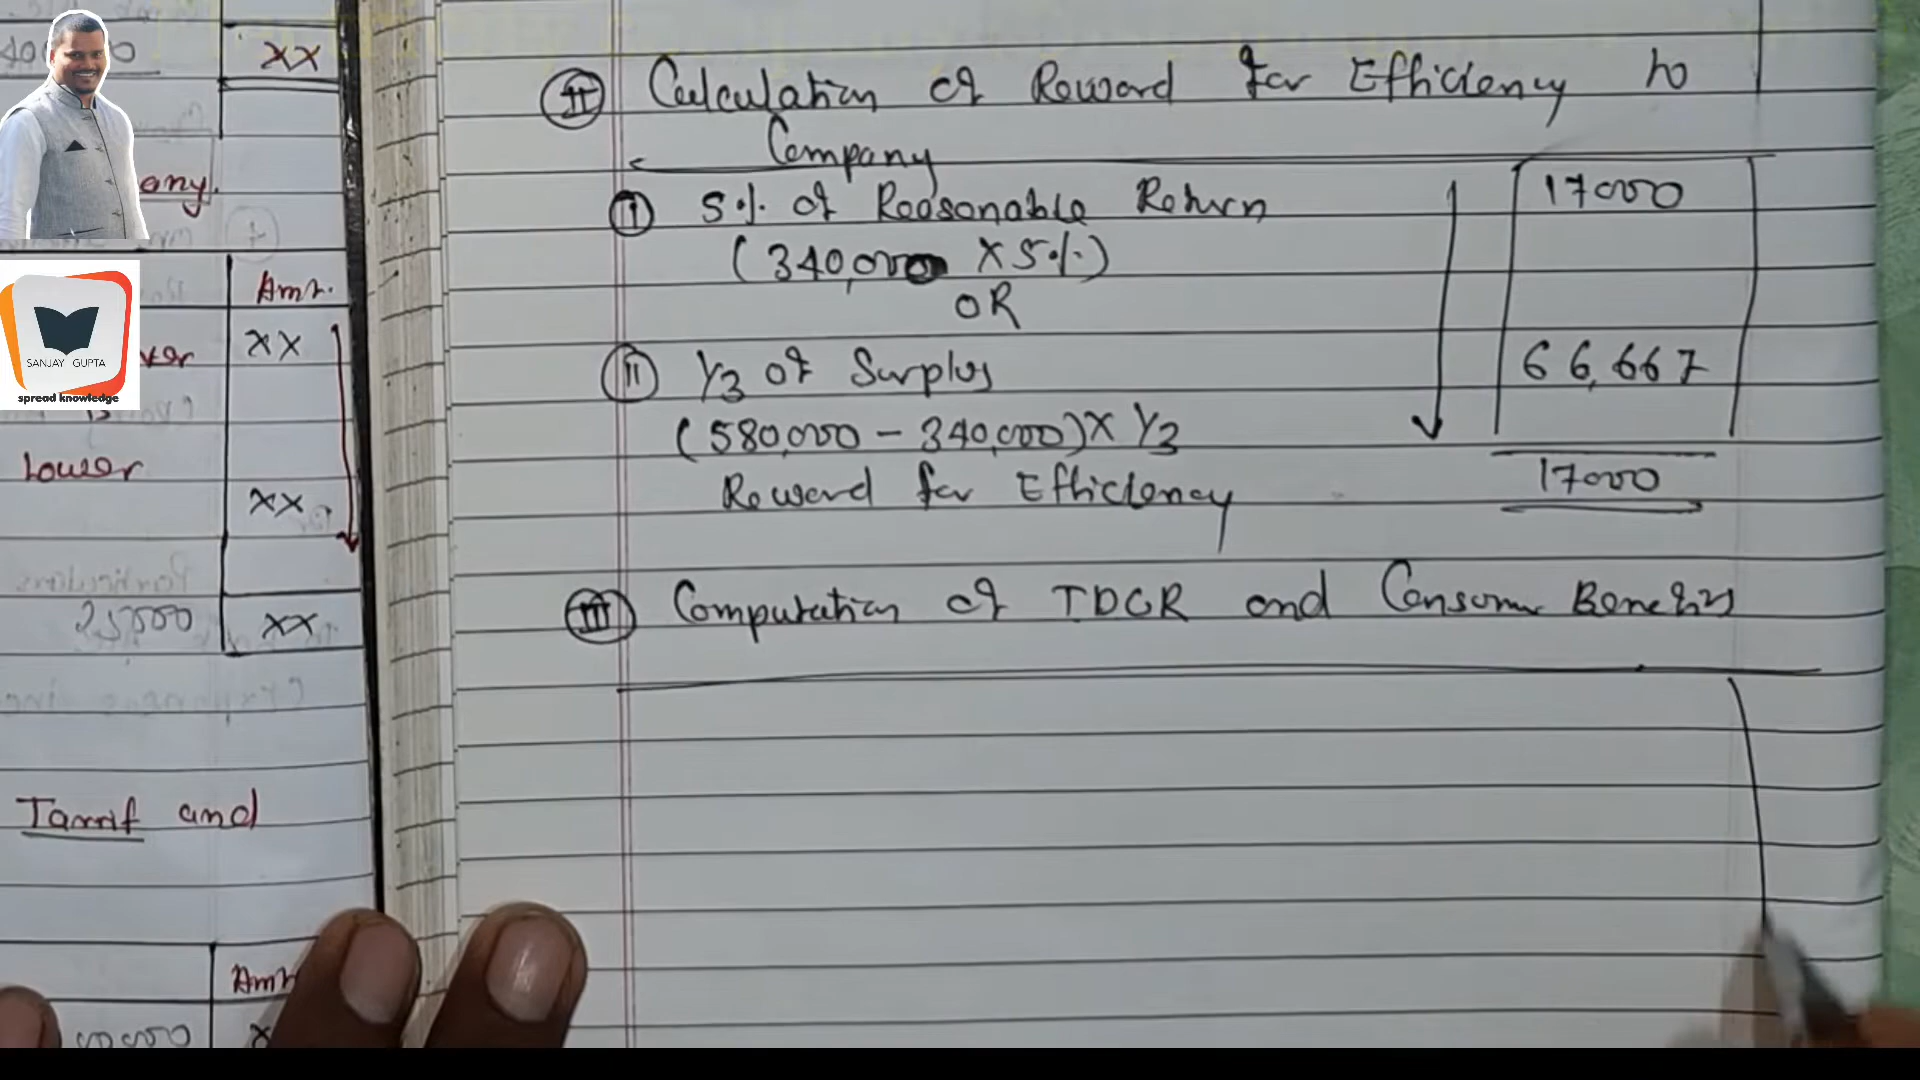 xx
ony.
Amt.
xx
Lower
xx
25000
xx
Tarrif and
Amt
SANJAY GUPTA
spread knowledge
II Calculation of Reward for Efficiency to
Company
I 5% of Reasonable Return 17000
(340,000 x 5%)
OR
II 1/3 of Surplus 66,667
(580,000 - 340,000) x 1/3
Reward for Efficiency 17000
III Computation of TDCR and Consume Benefits